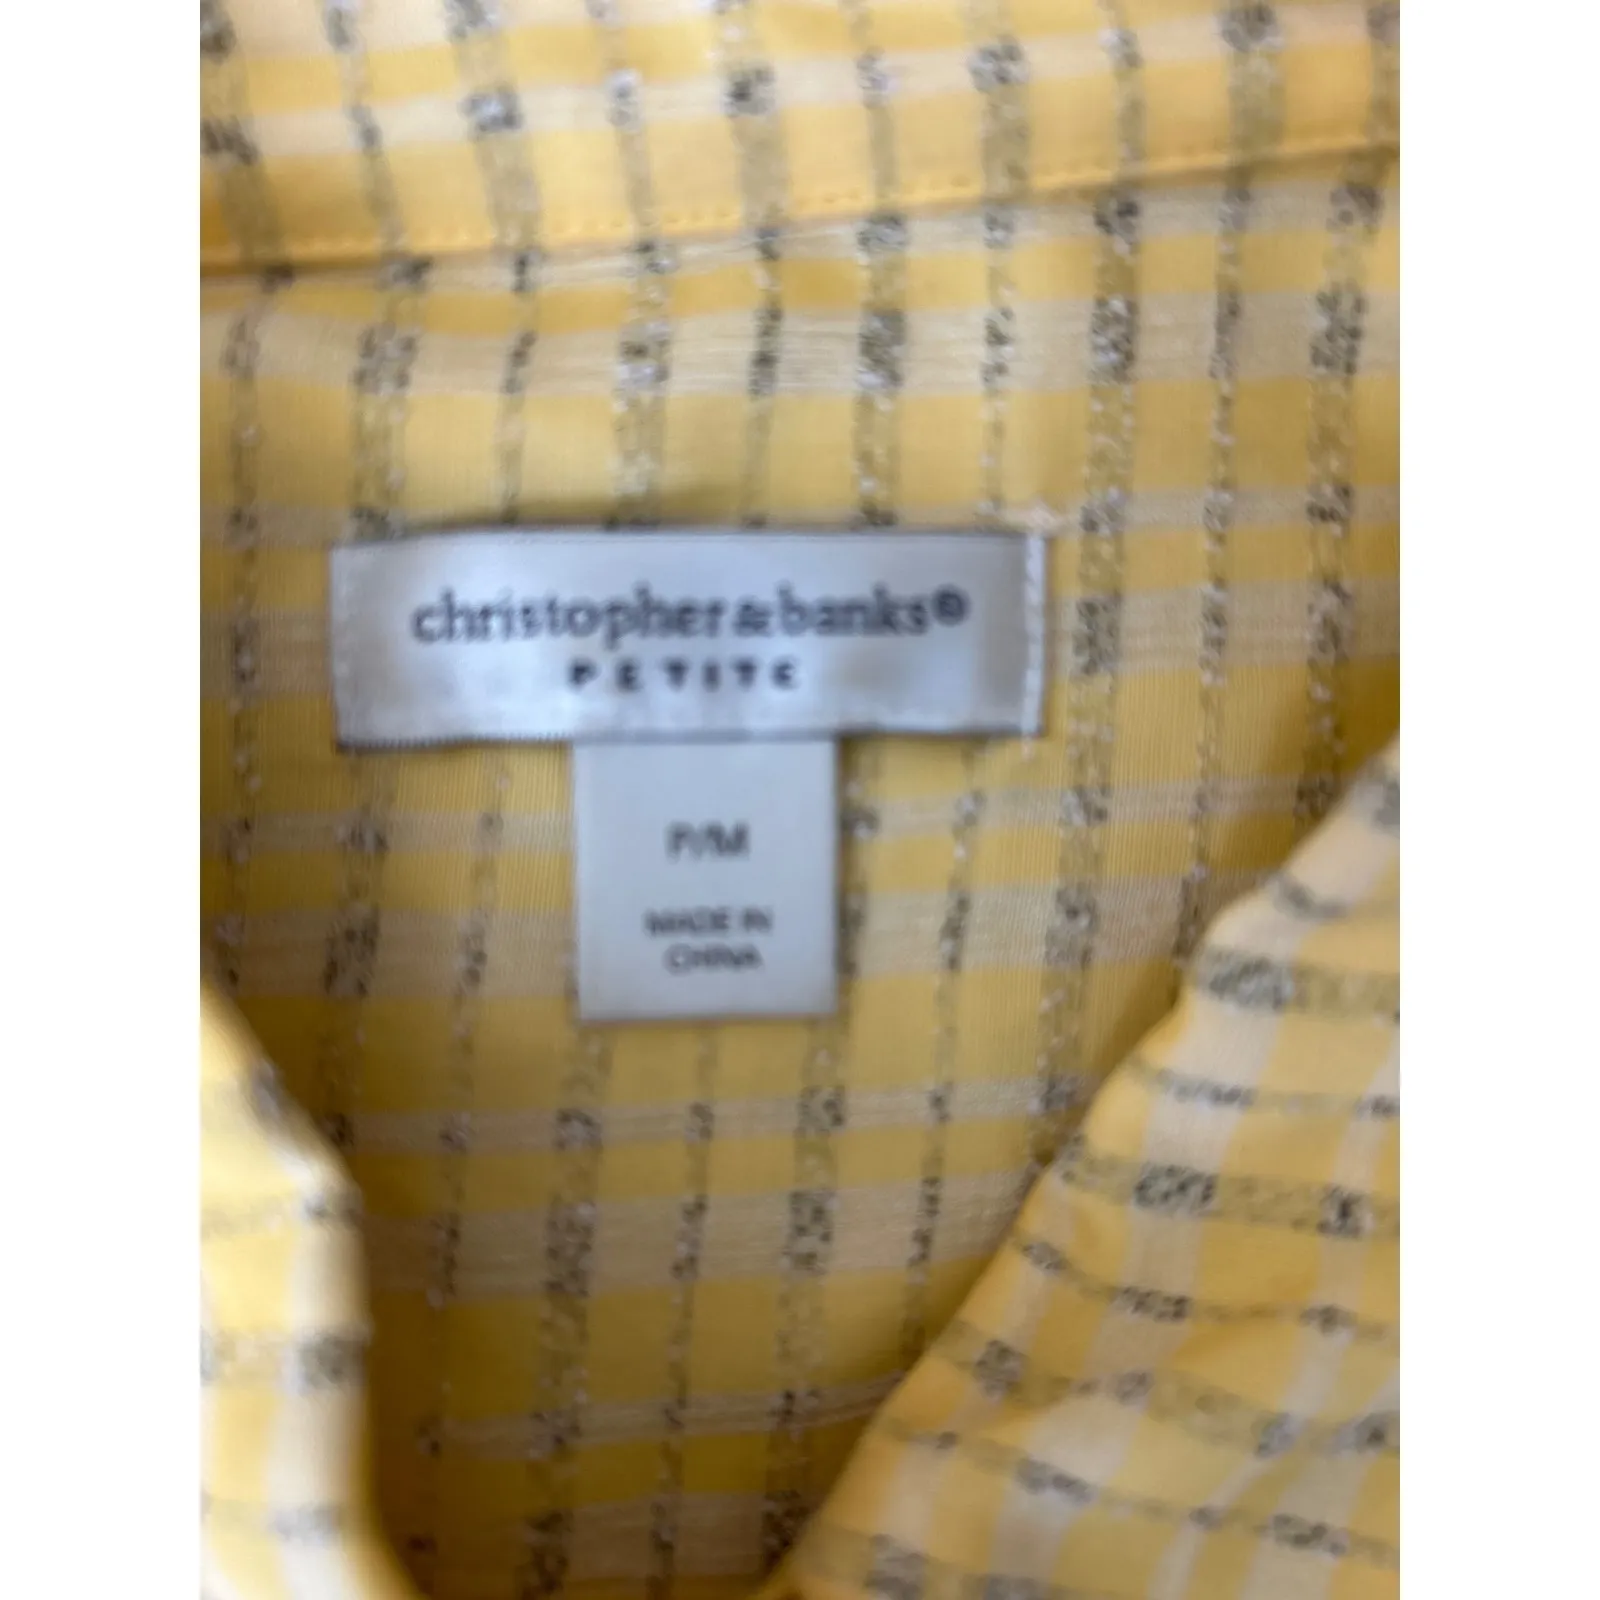 christopher & banks®
PETITE
P/M
MADE IN
CHINA